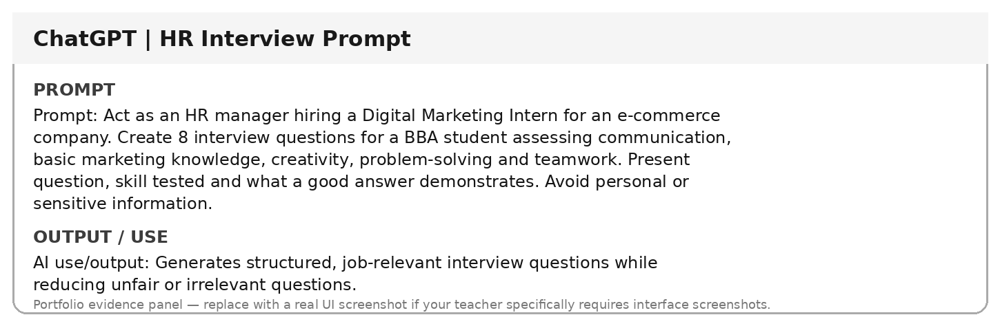 ChatGPT | HR Interview Prompt
PROMPT
Prompt: Act as an HR manager hiring a Digital Marketing Intern for an e-commerce
company. Create 8 interview questions for a BBA student assessing communication,
basic marketing knowledge, creativity, problem-solving and teamwork. Present
question, skill tested and what a good answer demonstrates. Avoid personal or
sensitive information.
OUTPUT / USE
AI use/output: Generates structured, job-relevant interview questions while
reducing unfair or irrelevant questions.
Portfolio evidence panel — replace with a real UI screenshot if your teacher specifically requires interface screenshots.